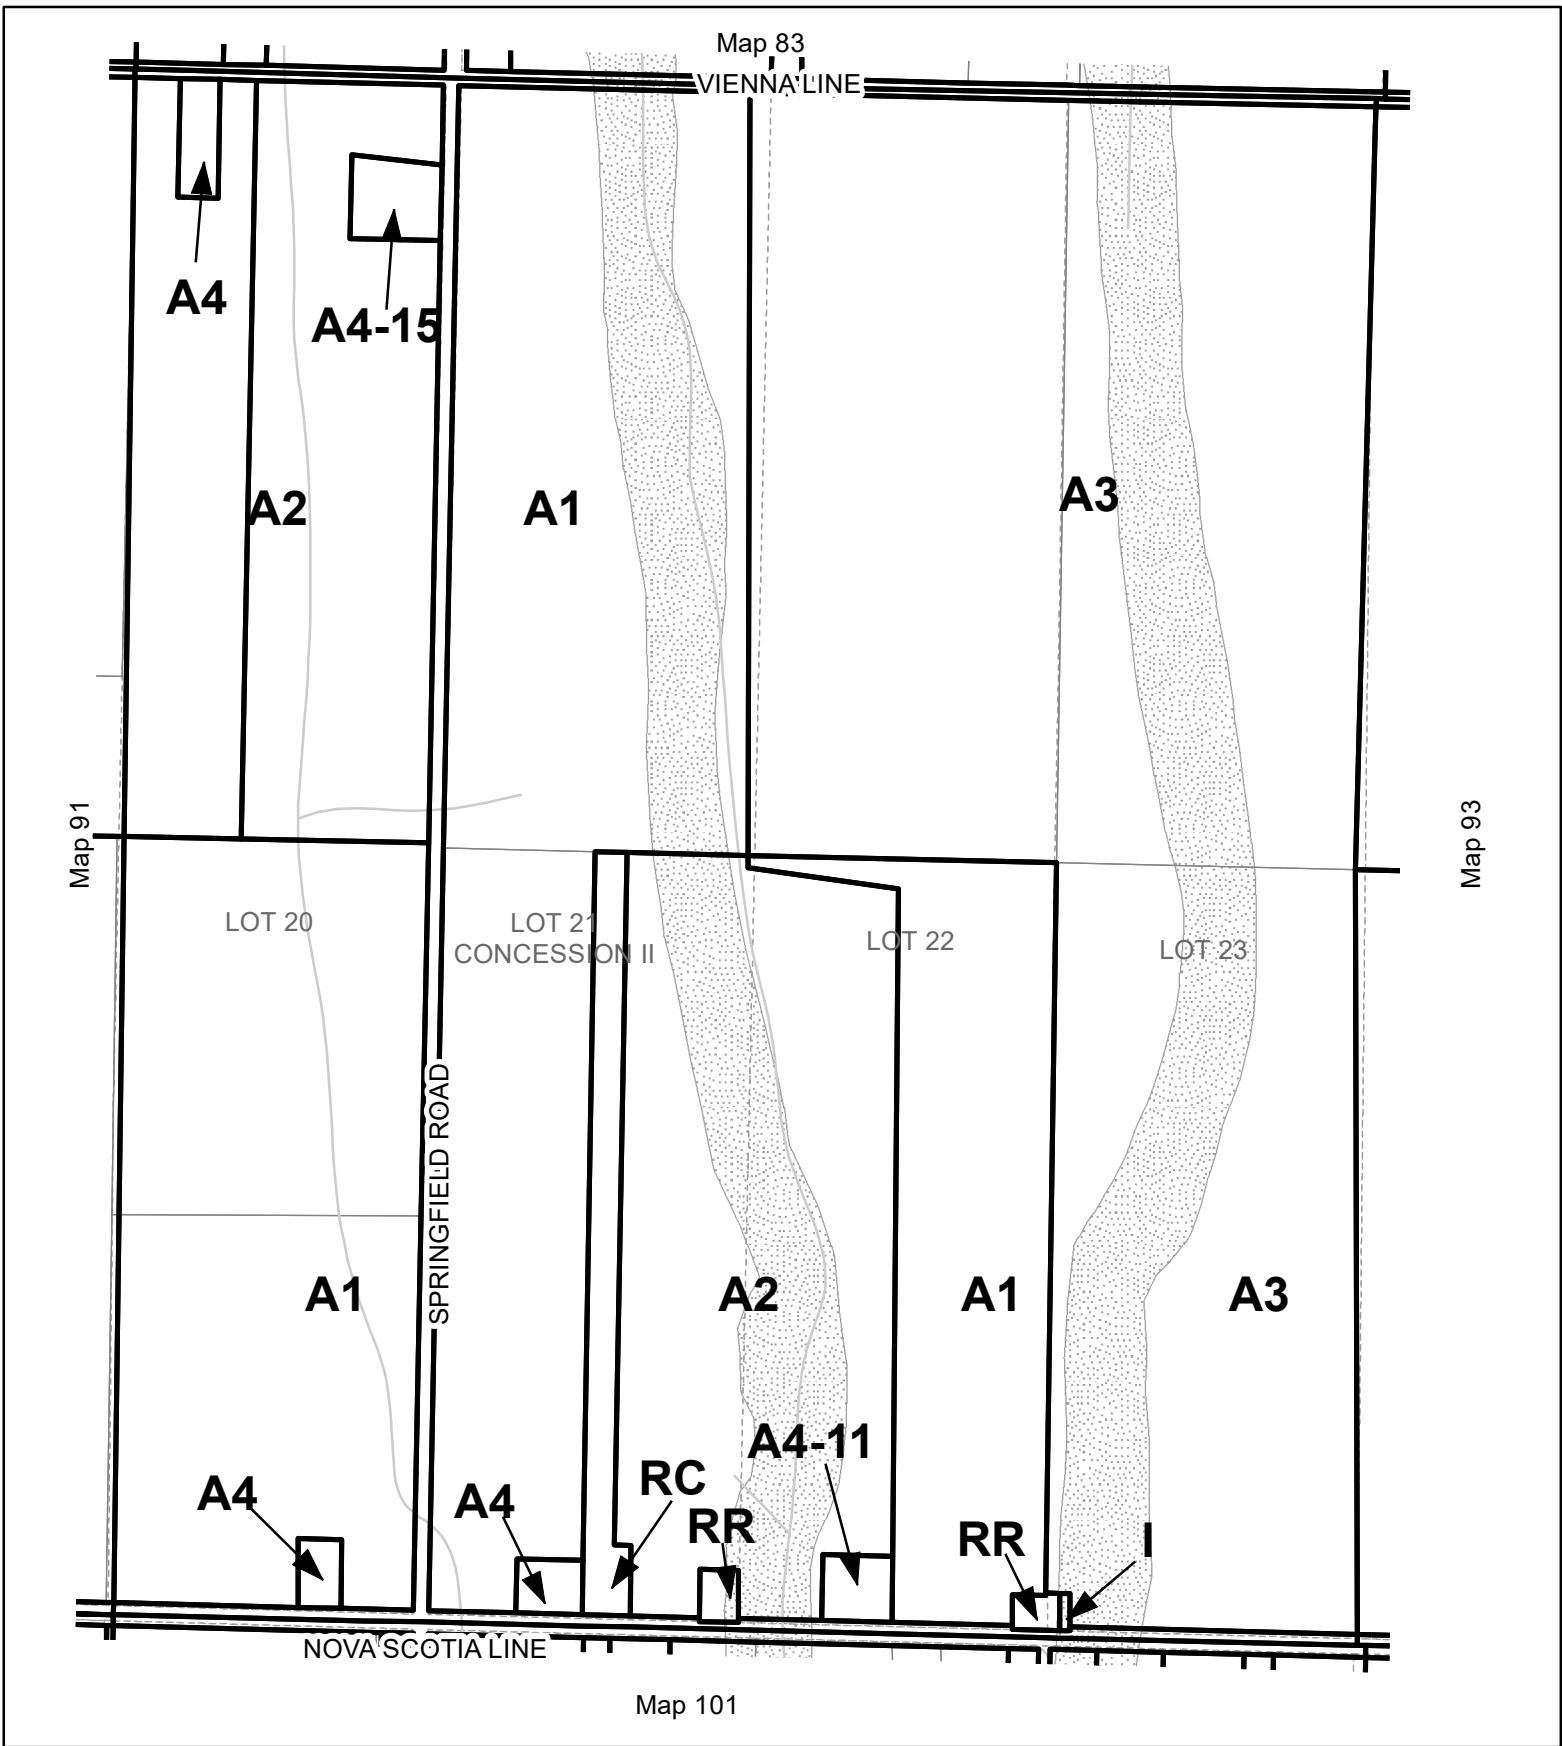 Map 83
VIENNA LINE
A4
A4-15
A2
A1
A3
Map 91
Map 93
LOT 20
LOT 21
CONCESSION II
LOT 22
LOT 23
SPRINGFIELD ROAD
A1
A2
A1
A3
A4-11
A4
A4
RC
RR
RR
I
NOVA SCOTIA LINE
Map 101